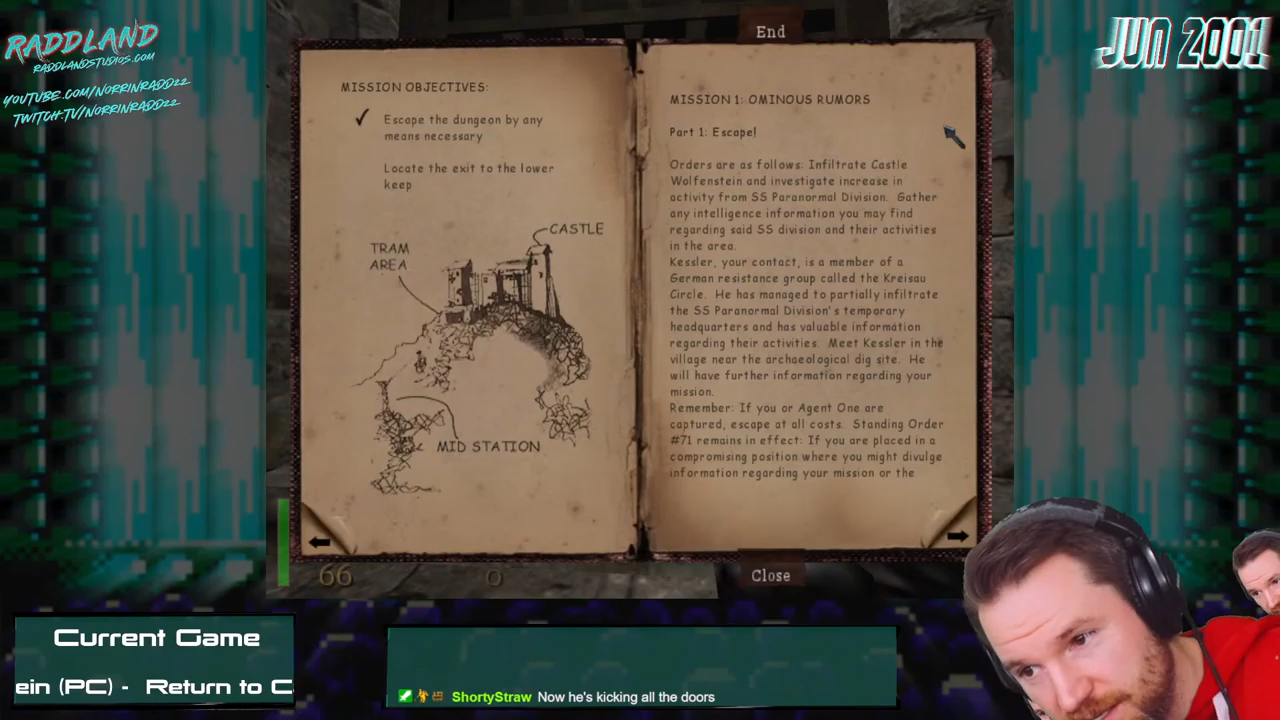 RADDLAND
RADDLANDSTUDIOS.COM
YOUTUBE.COM/NORRINRADD22
TWITCH.TV/NORRINRADD22
JUN 2001
End
MISSION OBJECTIVES:
✓ Escape the dungeon by any
means necessary
Locate the exit to the lower
keep
CASTLE
TRAM
AREA
MID STATION
MISSION 1: OMINOUS RUMORS
Part 1: Escape!
Orders are as follows: Infiltrate Castle
Wolfenstein and investigate increase in
activity from SS Paranormal Division. Gather
any intelligence information you may find
regarding said SS division and their activities
in the area.
Kessler, your contact, is a member of a
German resistance group called the Kreisau
Circle. He has managed to partially infiltrate
the SS Paranormal Division's temporary
headquarters and has valuable information
regarding their activities. Meet Kessler in the
village near the archaeological dig site. He
will have further information regarding your
mission.
Remember: If you or Agent One are
captured, escape at all costs. Standing Order
#71 remains in effect: If you are placed in a
compromising position where you might divulge
information regarding your mission or the
66
0
Close
Current Game
ein (PC) - Return to C
ShortyStraw Now he's kicking all the doors